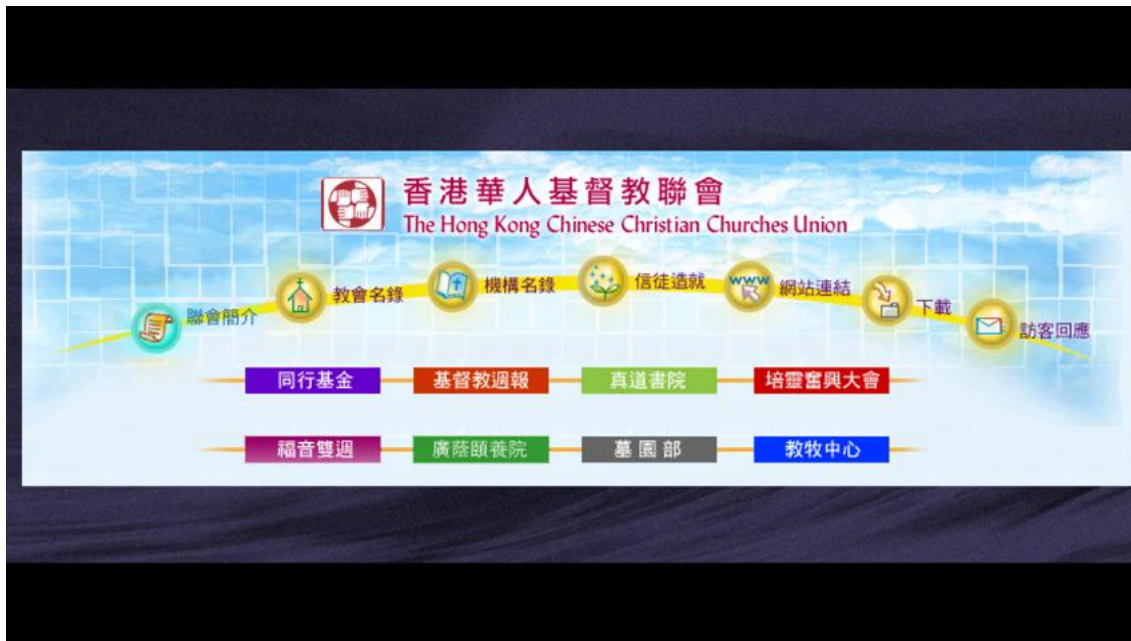 香港華人基督教聯會
The Hong Kong Chinese Christian Churches Union
聯會簡介
教會名錄
機構名錄
信徒造就
WWW
網站連結
下載
訪客回應
同行基金 基督教週報 真道書院 培靈奮興大會
福音雙週 廣蔭頤養院 墓園部 教牧中心